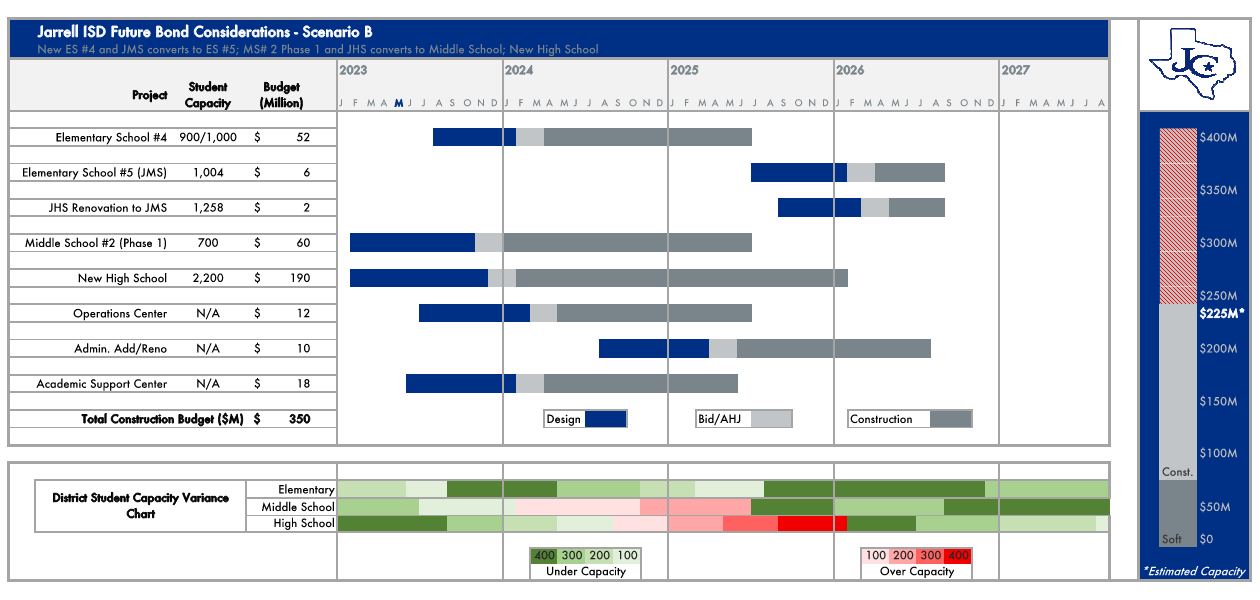 Jarrell ISD Future Bond Considerations - Scenario B
New ES #4 and JMS converts to ES #5; MS# 2 Phase 1 and JHS converts to Middle School; New High School
Project Student Capacity Budget (Million)
2023 2024 2025 2026 2027
J F M A M J J A S O N D J F M A M J J A S O N D J F M A M J J A S O N D J F M A M J J A S O N D J F M A M J J A
Elementary School #4 900/1,000 $ 52
Elementary School #5 (JMS) 1,004 $ 6
JHS Renovation to JMS 1,258 $ 2
Middle School #2 (Phase 1) 700 $ 60
New High School 2,200 $ 190
Operations Center N/A $ 12
Admin. Add/Reno N/A $ 10
Academic Support Center N/A $ 18
Total Construction Budget ($M) $ 350
Design Bid/AHJ Construction
District Student Capacity Variance
Chart
Elementary
Middle School
High School
400 300 200 100
Under Capacity
100 200 300 400
Over Capacity
JC
$400M
$350M
$300M
$250M
$225M*
$200M
$150M
$100M
Const.
$50M
Soft $0
*Estimated Capacity